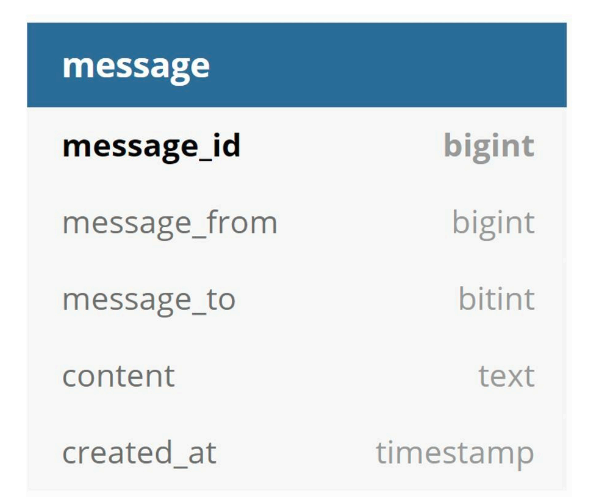 message
message_id bigint
message_from bigint
message_to bitint
content text
created_at timestamp